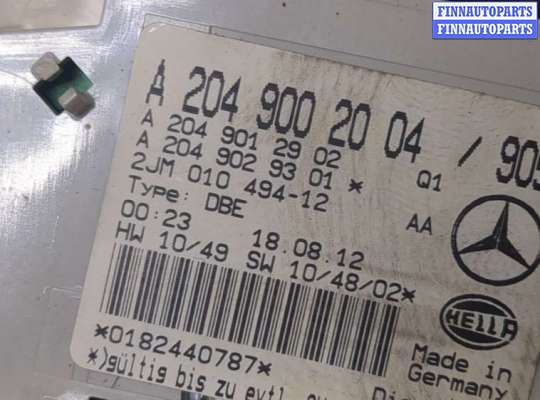 FINNAUTOPARTS
FINNAUTOPARTS
A 204 900 20 04 / 905
A 204 901 29 02
A 204 902 93 01 * Q1
2JM 010 494-12
Type: DBE AA
00:23 18.08.12
HW 10/49 SW 10/48/02*
HELLA
*0182440787*
Made in
Germany
*)gültig bis zu evtl.